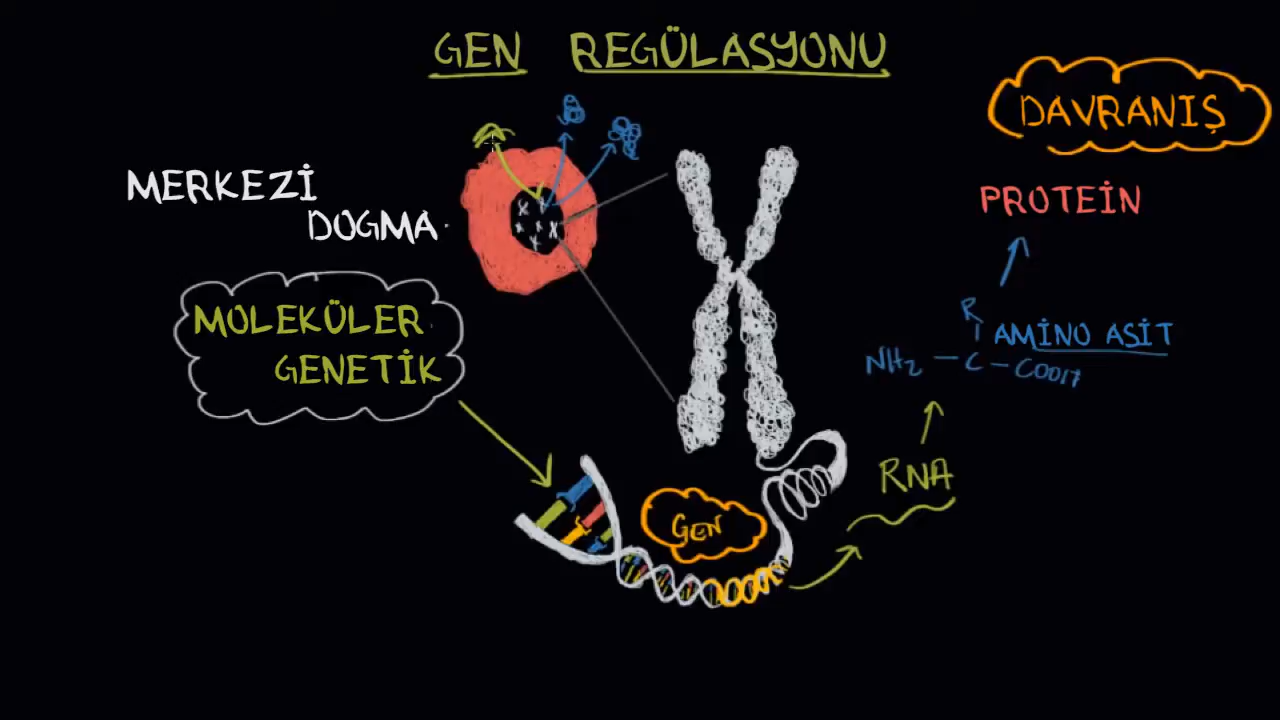 GEN REGÜLASYONU
DAVRANIŞ
MERKEZİ
DOGMA
PROTEİN
MOLEKÜLER
GENETİK
R
AMİNO ASİT
NH2 — C — COOH
RNA
GEN